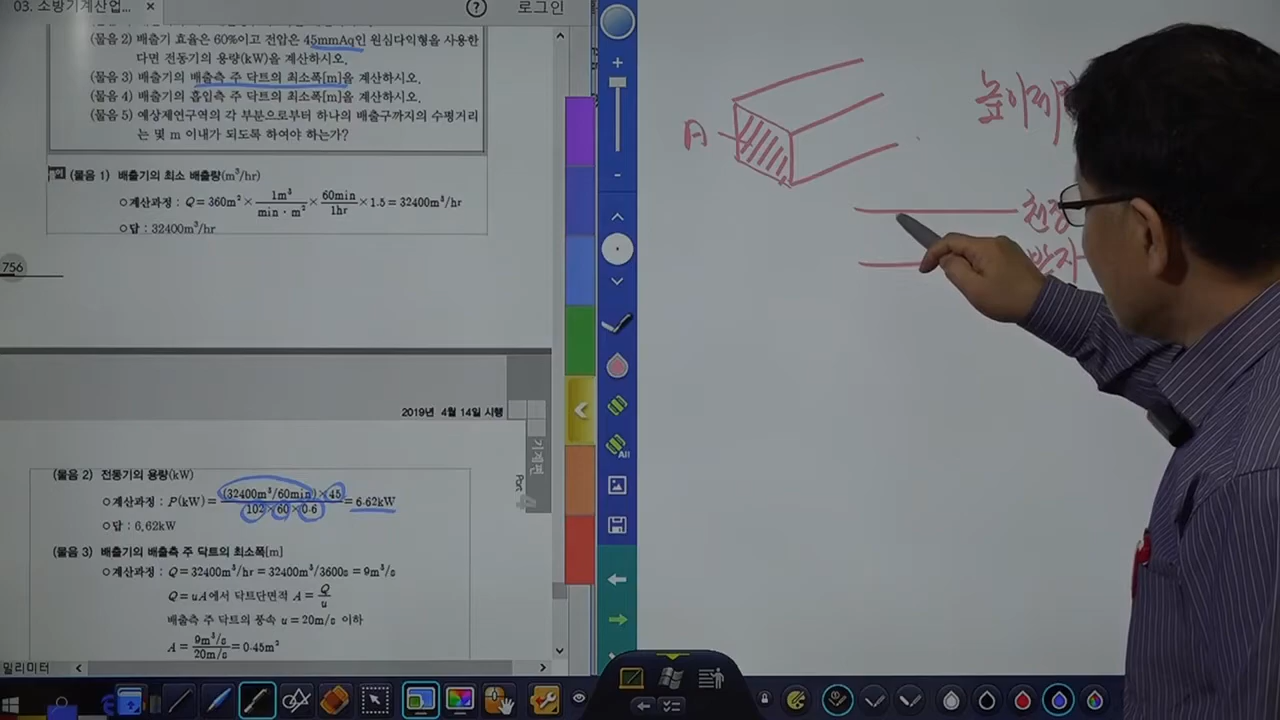 03. 소방기계산업... ×
로그인
(물음 2) 배출기 효율은 60%이고 전압은 45mmAq인 원심다익형을 사용한
다면 전동기의 용량(kW)을 계산하시오.
(물음 3) 배출기의 배출측 주 닥트의 최소폭[m]을 계산하시오.
(물음 4) 배출기의 흡입측 주 닥트의 최소폭[m]을 계산하시오.
(물음 5) 예상제연구역의 각 부분으로부터 하나의 배출구까지의 수평거리
는 몇 m 이내가 되도록 하여야 하는가?
(물음 1) 배출기의 최소 배출량(m³/hr)
○계산과정 : Q = 360m² × 1m³/min·m² × 60min/1hr × 1.5 = 32400m³/hr
○답 : 32400m³/hr
756
2019년 4월 14일 시행
기계편
Part 4
(물음 2) 전동기의 용량(kW)
○계산과정 : P(kW) = (32400m³/60min) × 45 / 102 × 60 × 0.6 = 6.62kW
○답 : 6.62kW
(물음 3) 배출기의 배출측 주 닥트의 최소폭[m]
○계산과정 : Q = 32400m³/hr = 32400m³/3600s = 9m³/s
Q = uA에서 닥트단면적 A = Q/u
배출측 주 닥트의 풍속 u = 20m/s 이하
A = 9m³/s / 20m/s = 0.45m²
밀리미터
All
A
높이제
천장
반자